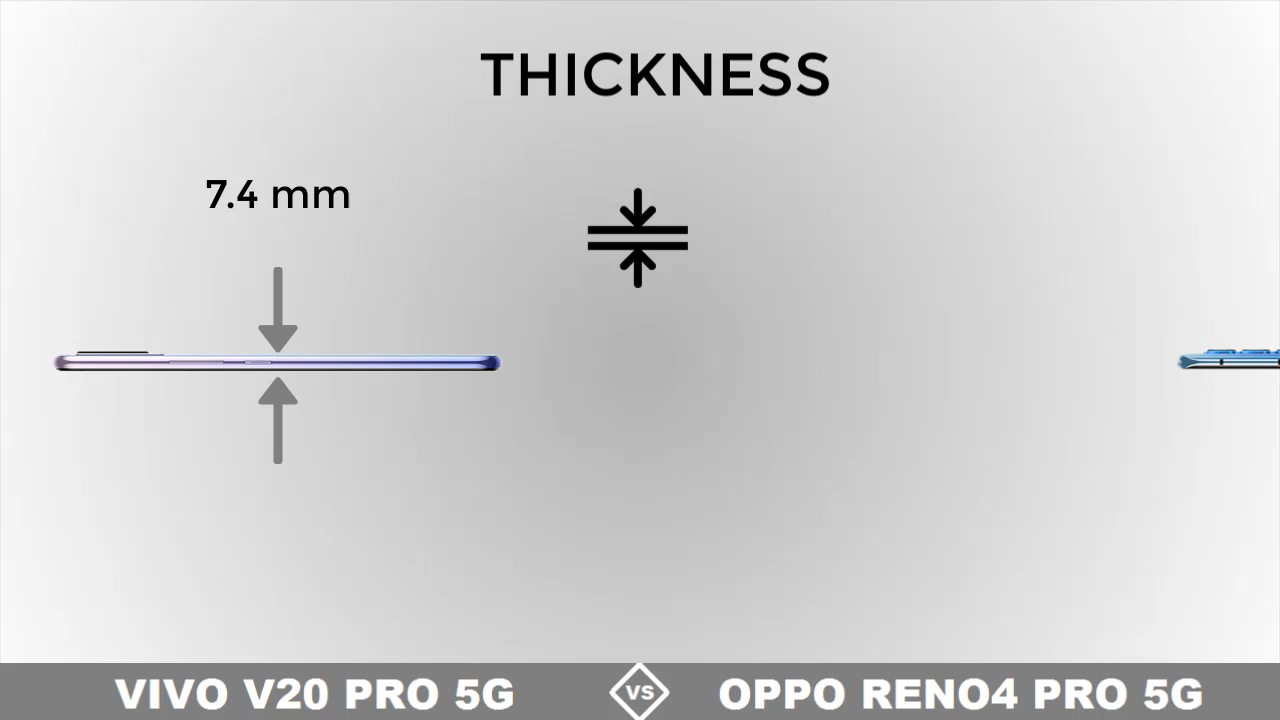 THICKNESS
7.4 mm
VIVO V20 PRO 5G
VS
OPPO RENO4 PRO 5G